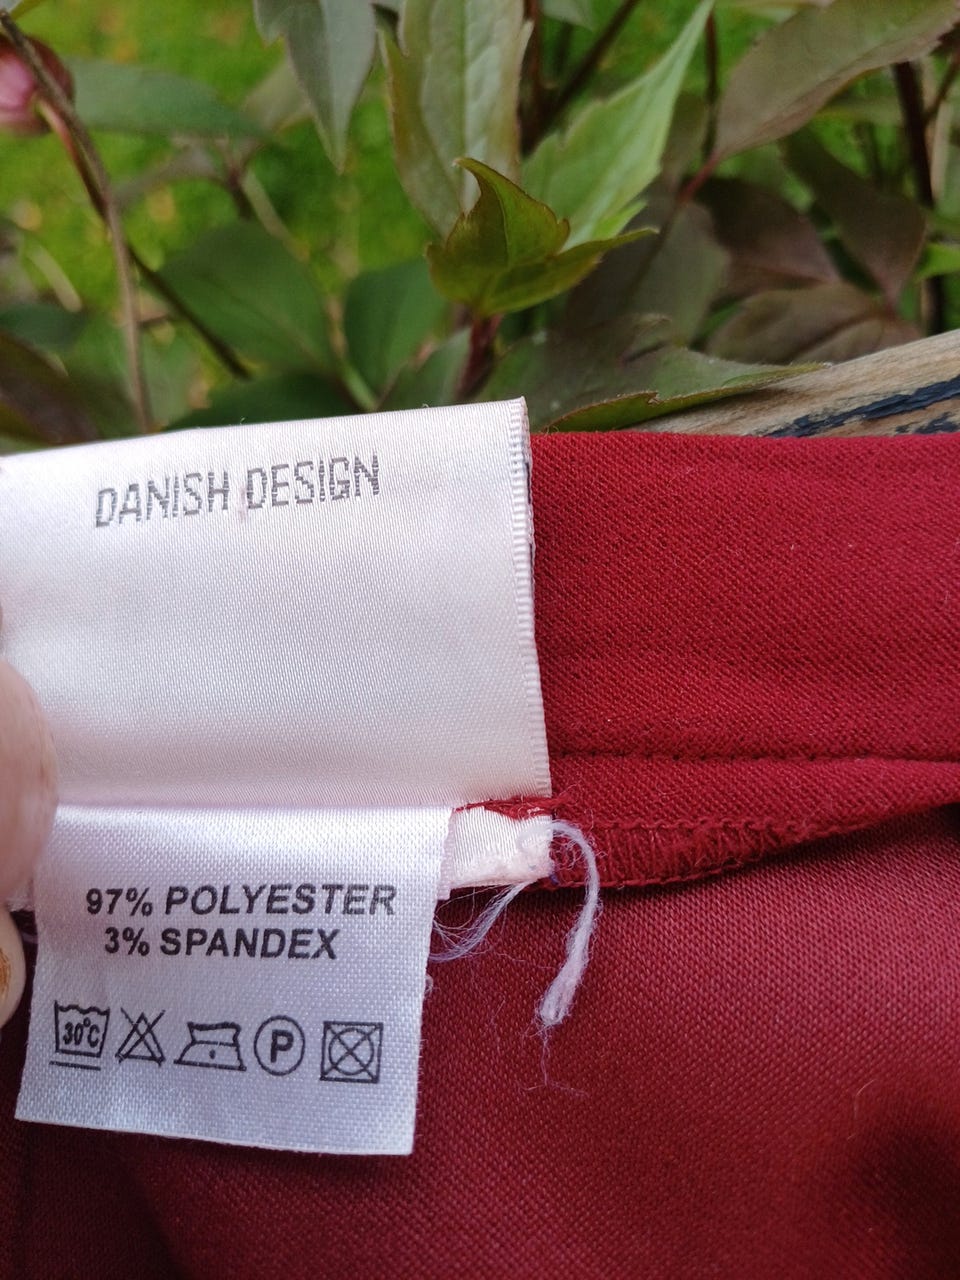 DANISH DESIGN
97% POLYESTER
3% SPANDEX
30°C P